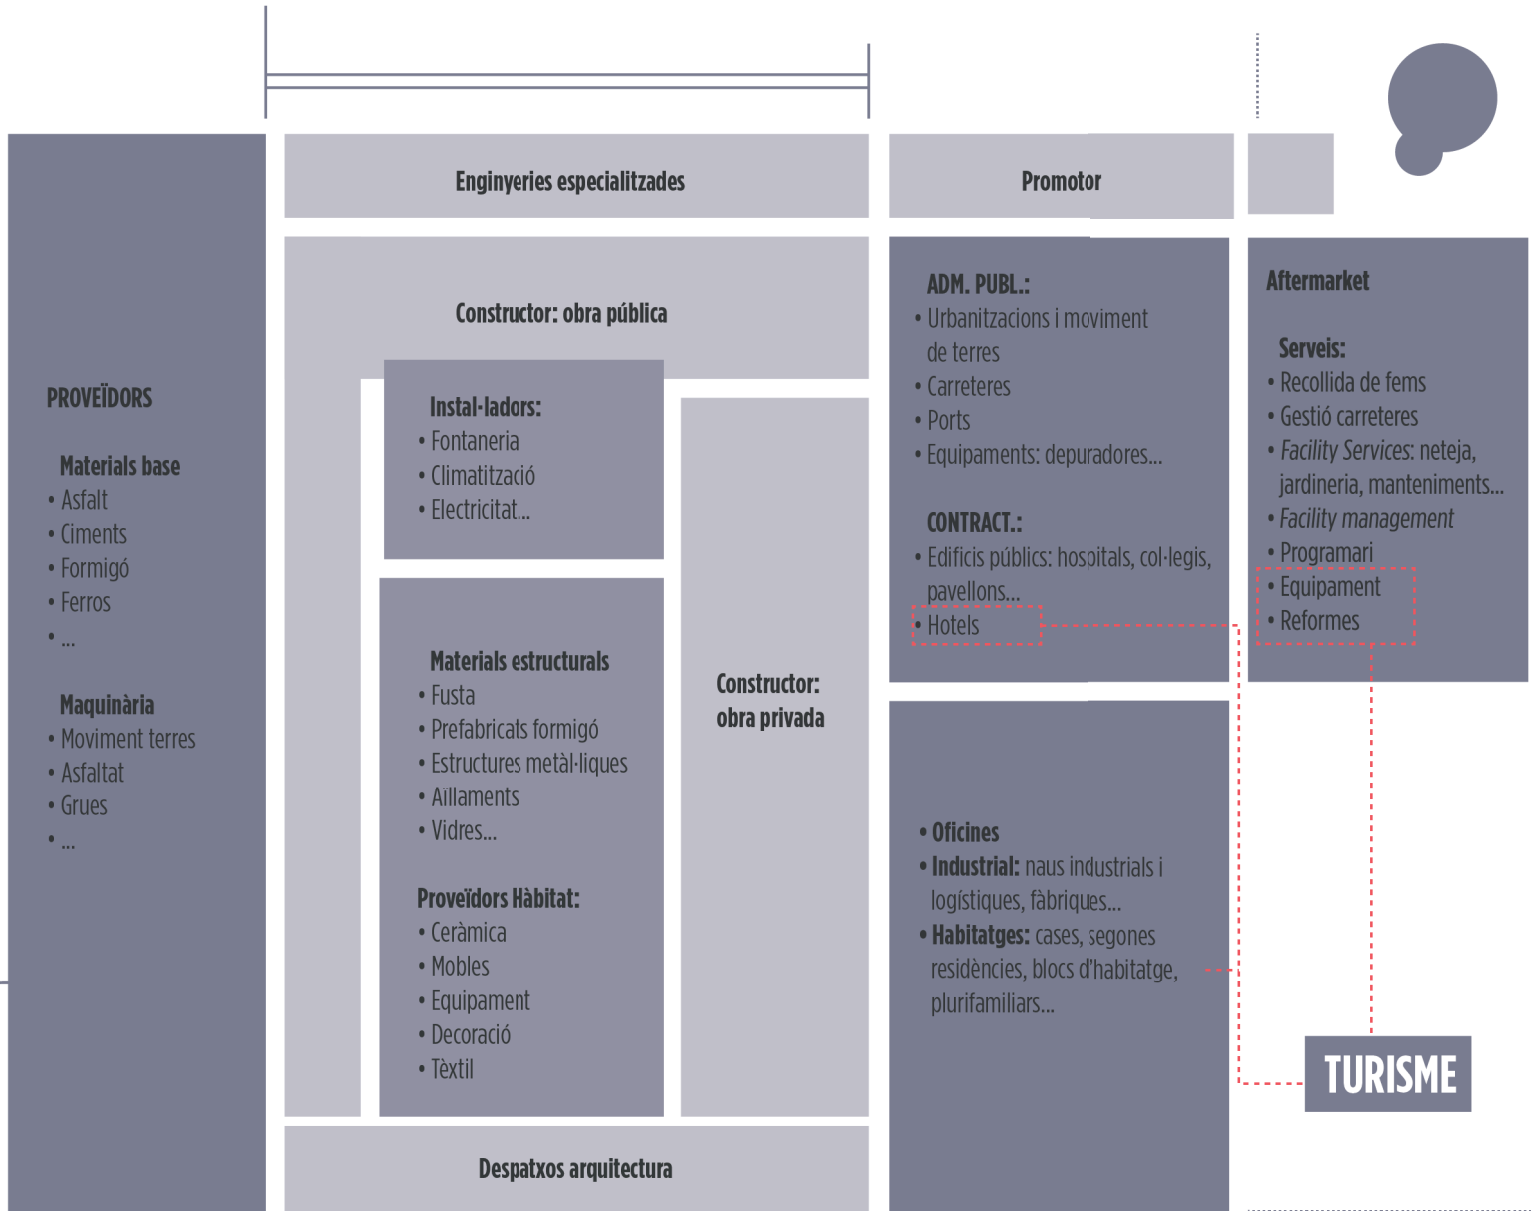 PROVEÏDORS
Materials base
• Asfalt
• Ciments
• Formigó
• Ferros
• ...
Maquinària
• Moviment terres
• Asfaltat
• Grues
• ...
Enginyeries especialitzades
Constructor: obra pública
Instal·ladors:
• Fontaneria
• Climatització
• Electricitat...
Materials estructurals
• Fusta
• Prefabricats formigó
• Estructures metàl·liques
• Aïllaments
• Vidres...
Proveïdors Hàbitat:
• Ceràmica
• Mobles
• Equipament
• Decoració
• Tèxtil
Constructor:
obra privada
Despatxos arquitectura
Promotor
ADM. PUBL.:
• Urbanitzacions i moviment
de terres
• Carreteres
• Ports
• Equipaments: depuradores...
CONTRACT.:
• Edificis públics: hospitals, col·legis,
pavellons...
• Hotels
• Oficines
• Industrial: naus industrials i
logístiques, fàbriques...
• Habitatges: cases, segones
residències, blocs d'habitatge,
plurifamiliars...
Aftermarket
Serveis:
• Recollida de fems
• Gestió carreteres
• Facility Services: neteja,
jardineria, manteniments...
• Facility management
• Programari
• Equipament
• Reformes
TURISME